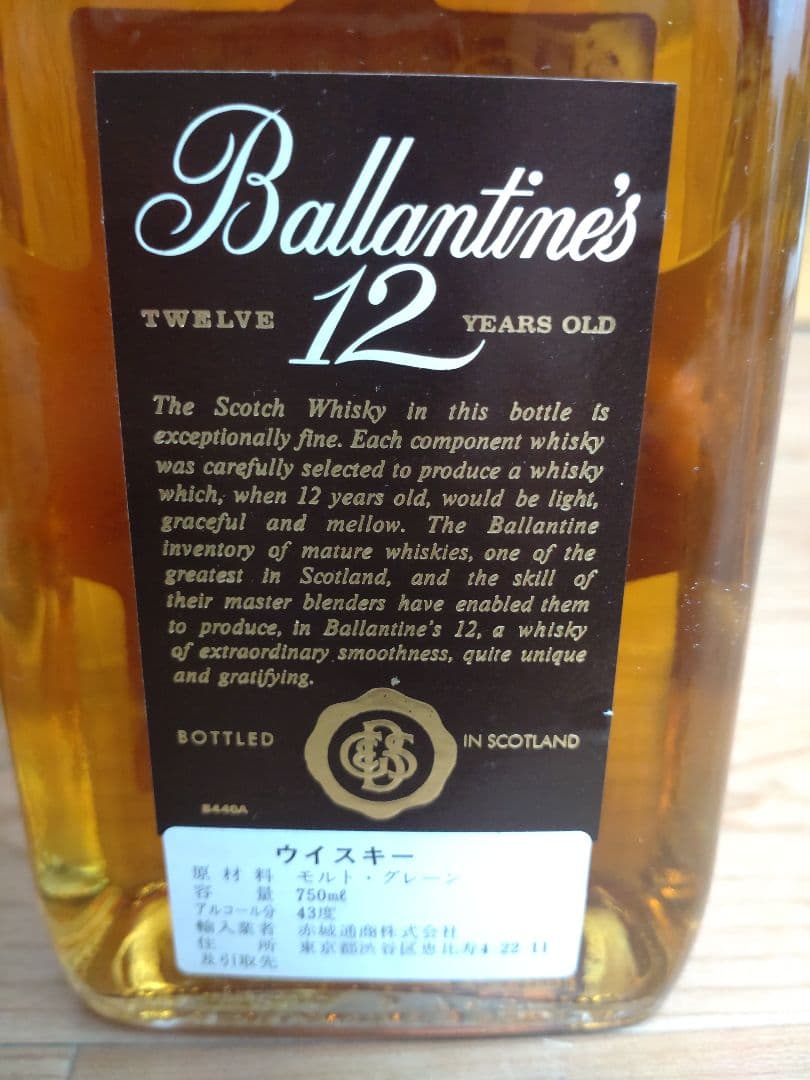 Ballantine's
TWELVE 12 YEARS OLD
The Scotch Whisky in this bottle is
exceptionally fine. Each component whisky
was carefully selected to produce a whisky
which, when 12 years old, would be light,
graceful and mellow. The Ballantine
inventory of mature whiskies, one of the
greatest in Scotland, and the skill of
their master blenders have enabled them
to produce, in Ballantine's 12, a whisky
of extraordinary smoothness, quite unique
and gratifying.
BOTTLED IN SCOTLAND
ウイスキー
原材料 モルト・グレーン
容量 750mℓ
アルコール分 43度
輸入業者 赤城通商株式会社
住所 東京都渋谷区恵比寿4-22-11
及引取先